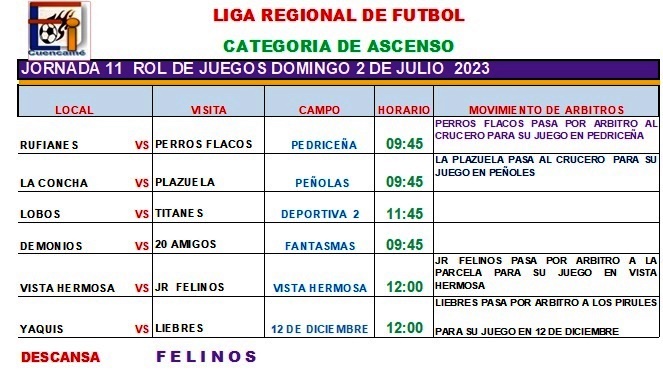 LIGA REGIONAL DE FUTBOL
CATEGORIA DE ASCENSO
Cuencamé
JORNADA 11 ROL DE JUEGOS DOMINGO 2 DE JULIO 2023
LOCAL VISITA CAMPO HORARIO MOVIMIENTO DE ARBITROS
RUFIANES VS PERROS FLACOS PEDRICEÑA 09:45 PERROS FLACOS PASA POR ARBITRO AL
CRUCERO PARA SU JUEGO EN PEDRICEÑA
LA CONCHA VS PLAZUELA PEÑOLAS 09:45 LA PLAZUELA PASA AL CRUCERO PARA SU
JUEGO EN PEÑOLES
LOBOS VS TITANES DEPORTIVA 2 11:45
DEMONIOS VS 20 AMIGOS FANTASMAS 09:45
VISTA HERMOSA VS JR FELINOS VISTA HERMOSA 12:00 JR FELINOS PASA POR ARBITRO A LA
PARCELA PARA SU JUEGO EN VISTA
HERMOSA
YAQUIS VS LIEBRES 12 DE DICIEMBRE 12:00 LIEBRES PASA POR ARBITRO A LOS PIRULES
PARA SU JUEGO EN 12 DE DICIEMBRE
DESCANSA F E L I N O S